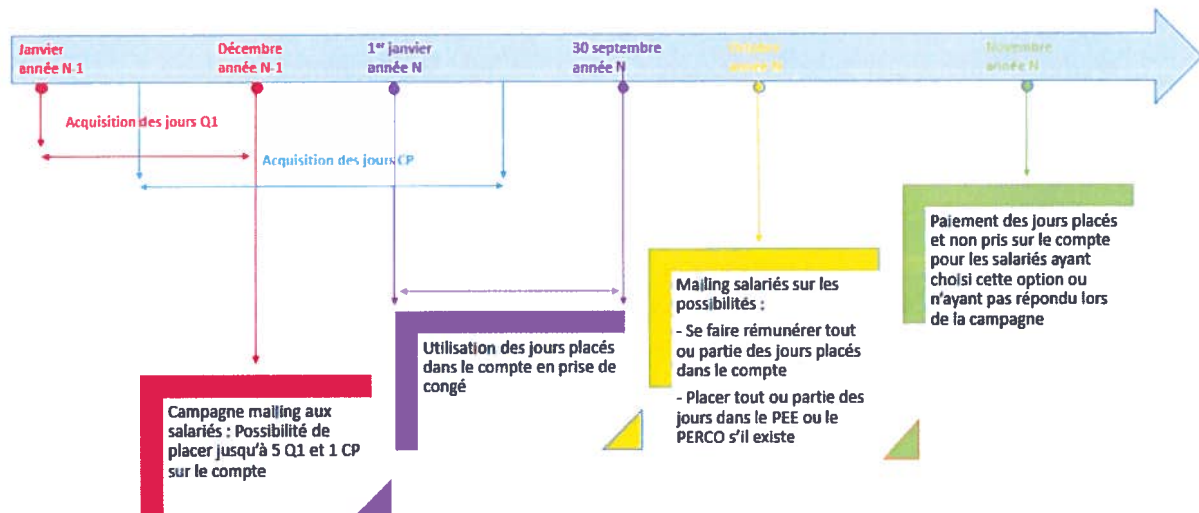 Janvier
année N-1
Décembre
année N-1
1er janvier
année N
30 septembre
année N
Octobre
année N
Novembre
année N
Acquisition des jours Q1
Acquisition des jours CP
Campagne mailing aux
salariés : Possibilité de
placer jusqu'à 5 Q1 et 1 CP
sur le compte
Utilisation des jours placés
dans le compte en prise de
congé
Mailing salariés sur les
possibilités :
- Se faire rémunérer tout
ou partie des jours placés
dans le compte
- Placer tout ou partie des
jours dans le PEE ou le
PERCO s'il existe
Paiement des jours placés
et non pris sur le compte
pour les salariés ayant
choisi cette option ou
n'ayant pas répondu lors
de la campagne